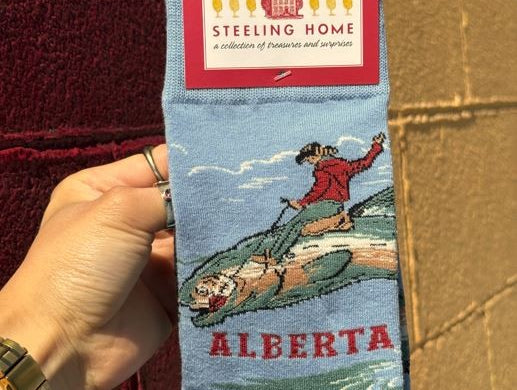 STEELING HOME
a collection of treasures and surprises
ALBERTA